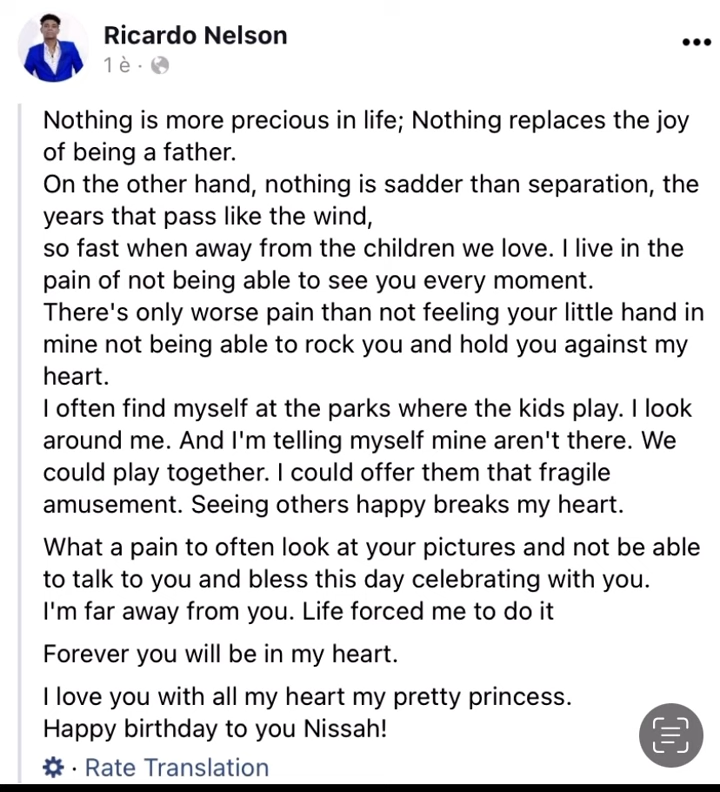 Ricardo Nelson
1 è ·
Nothing is more precious in life; Nothing replaces the joy
of being a father.
On the other hand, nothing is sadder than separation, the
years that pass like the wind,
so fast when away from the children we love. I live in the
pain of not being able to see you every moment.
There's only worse pain than not feeling your little hand in
mine not being able to rock you and hold you against my
heart.
I often find myself at the parks where the kids play. I look
around me. And I'm telling myself mine aren't there. We
could play together. I could offer them that fragile
amusement. Seeing others happy breaks my heart.
What a pain to often look at your pictures and not be able
to talk to you and bless this day celebrating with you.
I'm far away from you. Life forced me to do it
Forever you will be in my heart.
I love you with all my heart my pretty princess.
Happy birthday to you Nissah!
· Rate Translation